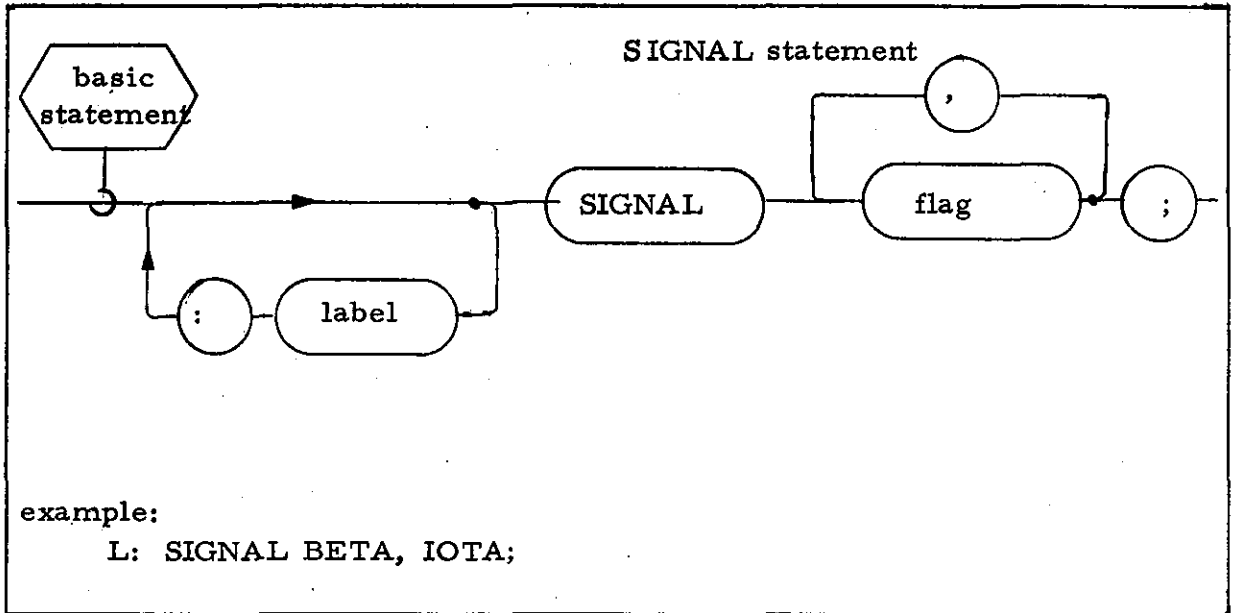 SIGNAL statement
basic
statement
,
SIGNAL
flag
;
:
label
example:
L: SIGNAL BETA, IOTA;